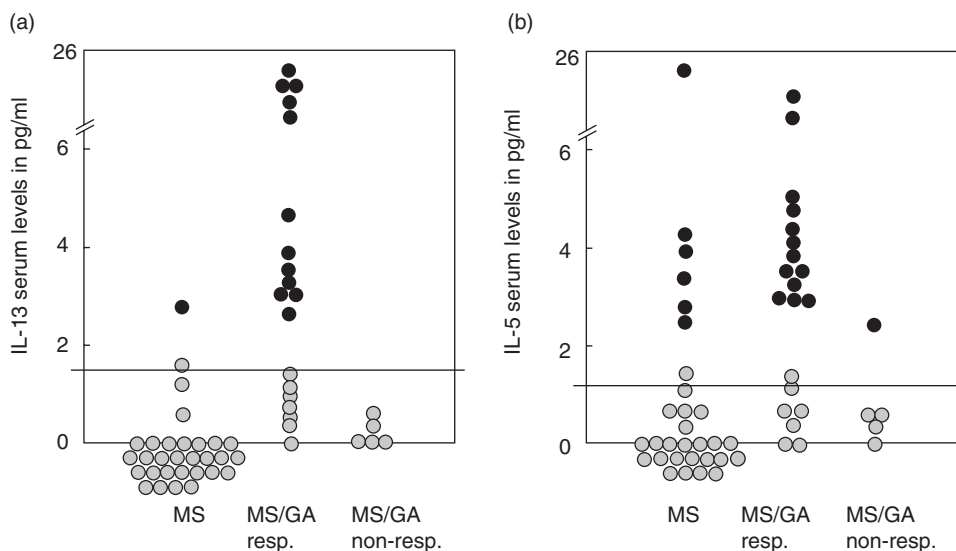 (a)
26
6
4
2
0
IL-13 serum levels in pg/ml
MS
MS/GA
resp.
MS/GA
non-resp.
(b)
26
6
4
2
0
IL-5 serum levels in pg/ml
MS
MS/GA
resp.
MS/GA
non-resp.